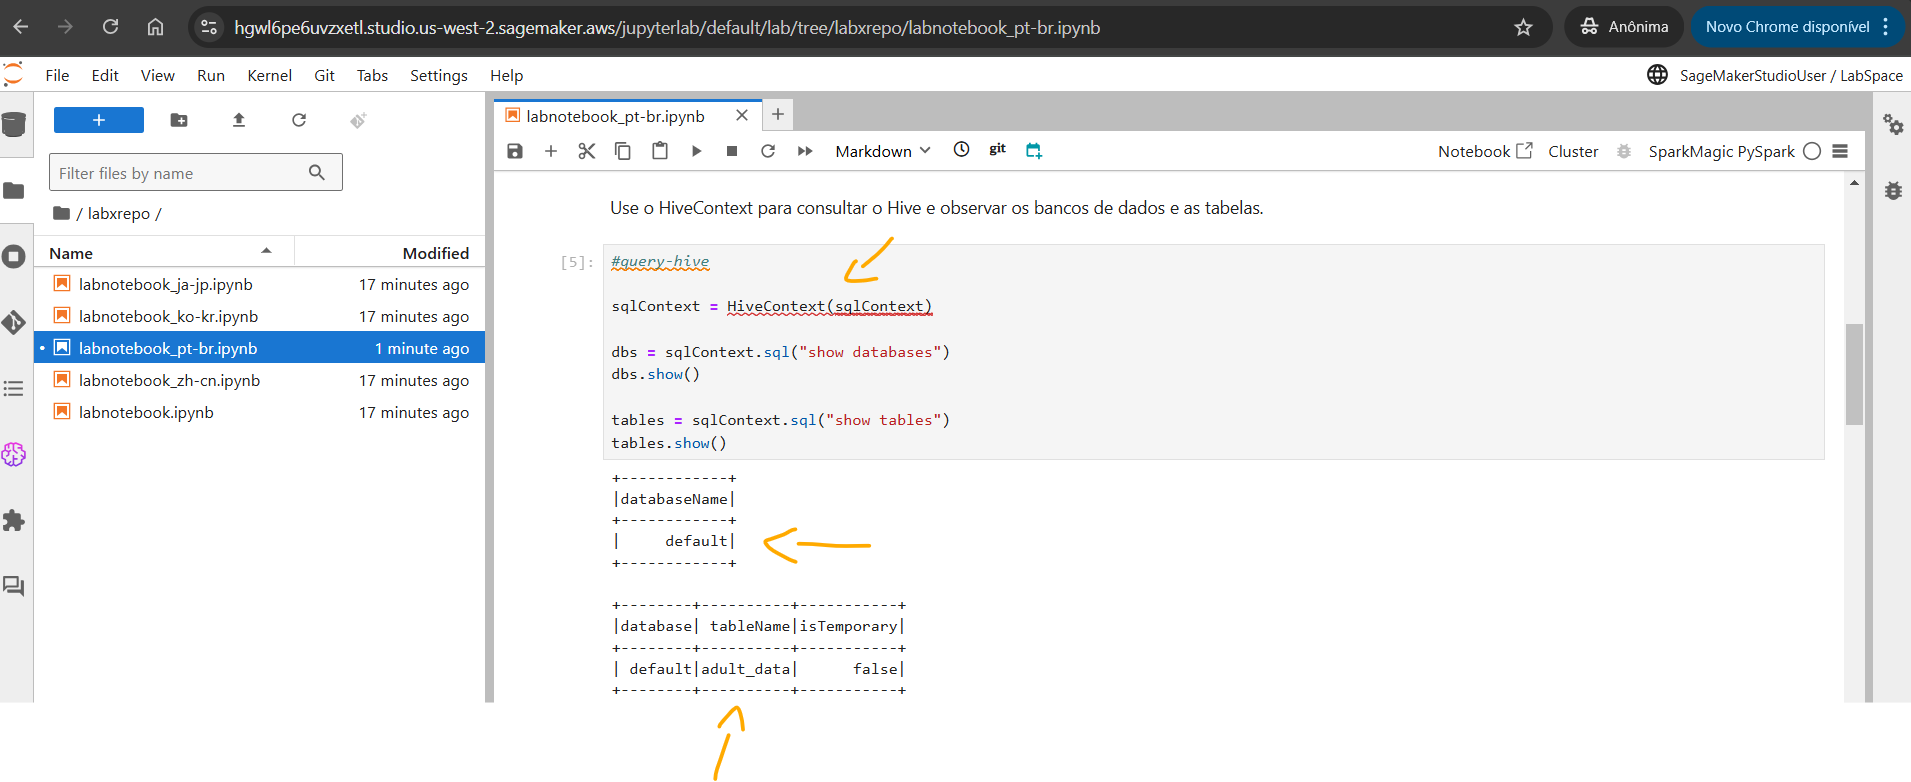 hgwl6pe6uvzxetl.studio.us-west-2.sagemaker.aws/jupyterlab/default/lab/tree/labxrepo/labnotebook_pt-br.ipynb
Anônima
Novo Chrome disponível
File Edit View Run Kernel Git Tabs Settings Help
SageMakerStudioUser / LabSpace
+
Filter files by name
/ labxrepo /
Name Modified
labnotebook_ja-jp.ipynb 17 minutes ago
labnotebook_ko-kr.ipynb 17 minutes ago
labnotebook_pt-br.ipynb 1 minute ago
labnotebook_zh-cn.ipynb 17 minutes ago
labnotebook.ipynb 17 minutes ago
labnotebook_pt-br.ipynb
Markdown git Notebook Cluster SparkMagic PySpark
Use o HiveContext para consultar o Hive e observar os bancos de dados e as tabelas.
[5]: #query-hive
sqlContext = HiveContext(sqlContext)
dbs = sqlContext.sql("show databases")
dbs.show()
tables = sqlContext.sql("show tables")
tables.show()
+------------+
|databaseName|
+------------+
|     default|
+------------+
+--------+----------+-----------+
|database| tableName|isTemporary|
+--------+----------+-----------+
| default|adult_data|      false|
+--------+----------+-----------+